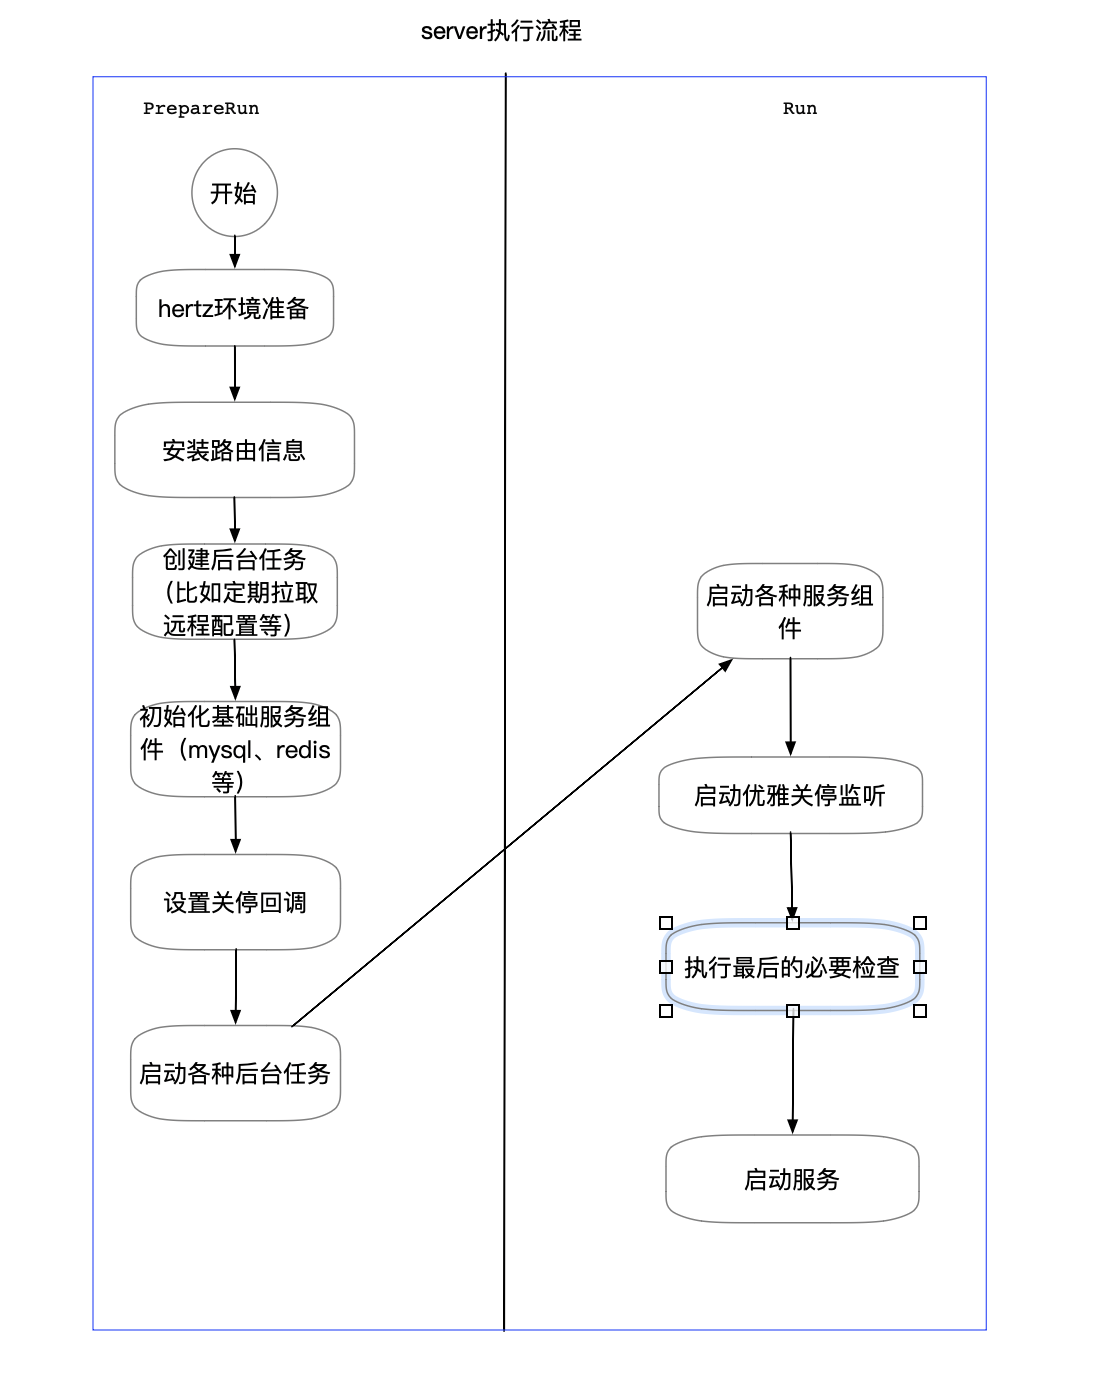 server执行流程
PrepareRun
Run
开始
hertz环境准备
安装路由信息
创建后台任务
（比如定期拉取
远程配置等）
初始化基础服务组
件（mysql、redis
等）
设置关停回调
启动各种后台任务
启动各种服务组
件
启动优雅关停监听
执行最后的必要检查
启动服务